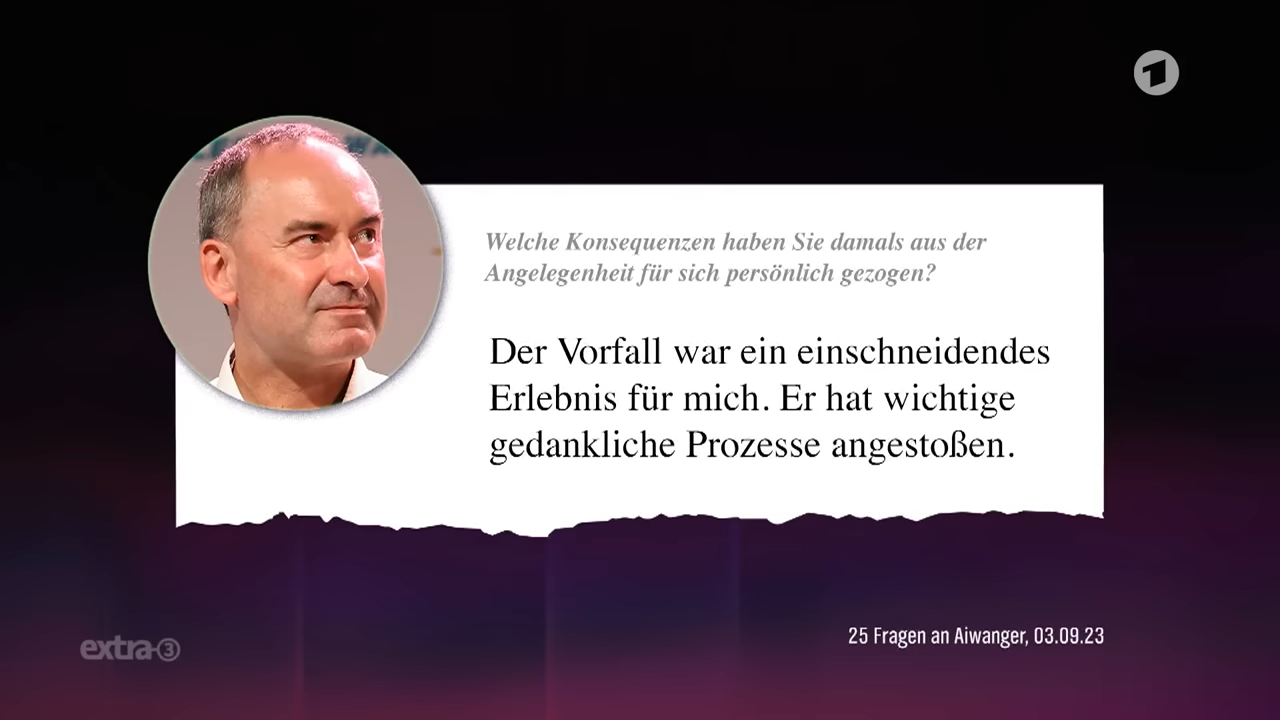 1
Welche Konsequenzen haben Sie damals aus der
Angelegenheit für sich persönlich gezogen?
Der Vorfall war ein einschneidendes
Erlebnis für mich. Er hat wichtige
gedankliche Prozesse angestoßen.
25 Fragen an Aiwanger, 03.09.23
extra 3